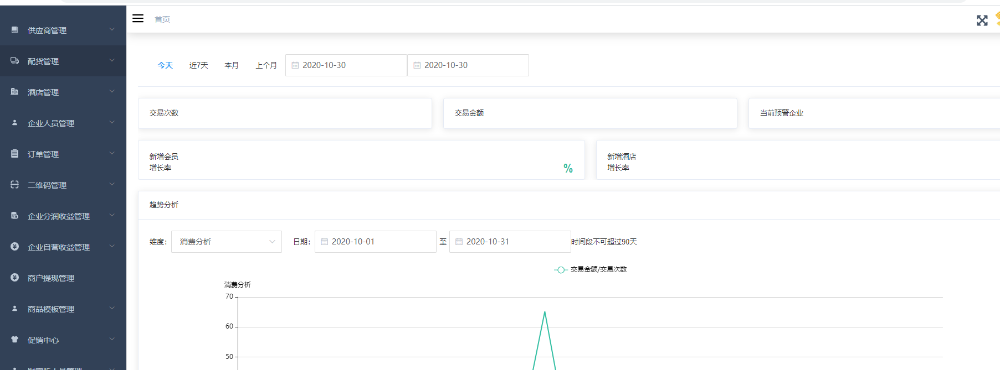 首页
供应商管理
配货管理
酒店管理
企业人员管理
订单管理
二维码管理
企业分润收益管理
企业自营收益管理
商户提现管理
商品模板管理
促销中心
今天 近7天 本月 上个月 2020-10-30 2020-10-30
交易次数 交易金额 当前预警企业
新增会员 新增酒店
增长率 % 增长率
趋势分析
维度: 消费分析 日期: 2020-10-01 至 2020-10-31 时间段不可超过90天
交易金额/交易次数
消费分析
70
60
50